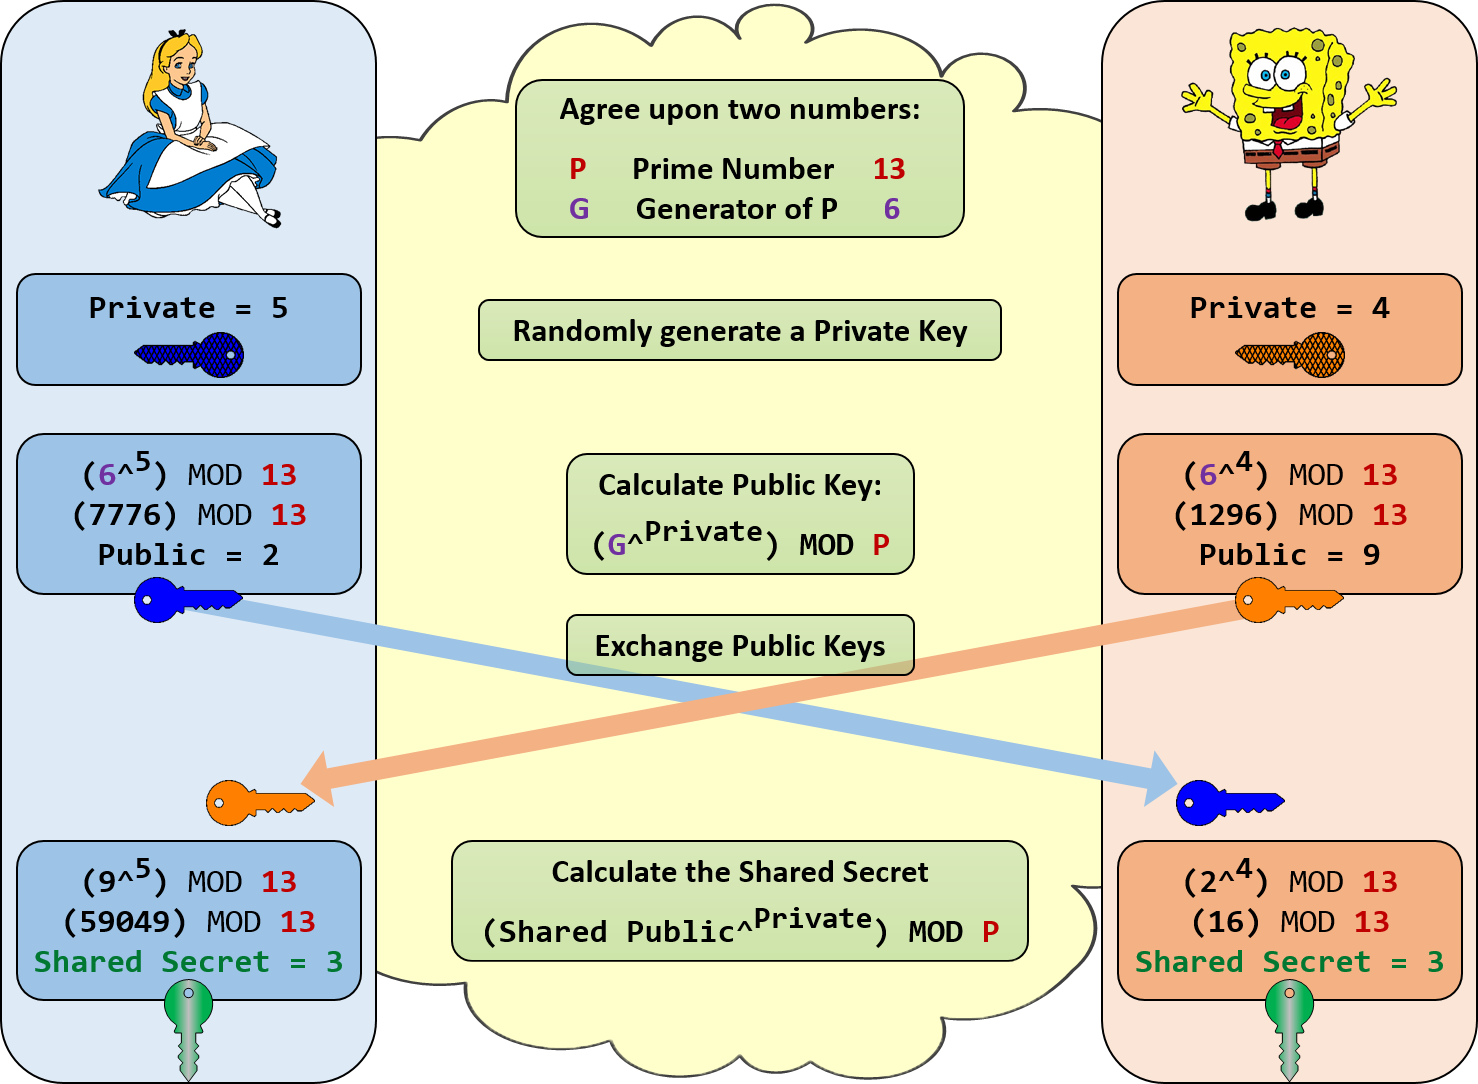 Agree upon two numbers:
P Prime Number 13
G Generator of P 6
Private = 5
Randomly generate a Private Key
Private = 4
(6^5) MOD 13
(7776) MOD 13
Public = 2
Calculate Public Key:
(G^Private) MOD P
(6^4) MOD 13
(1296) MOD 13
Public = 9
Exchange Public Keys
(9^5) MOD 13
(59049) MOD 13
Shared Secret = 3
Calculate the Shared Secret
(Shared Public^Private) MOD P
(2^4) MOD 13
(16) MOD 13
Shared Secret = 3